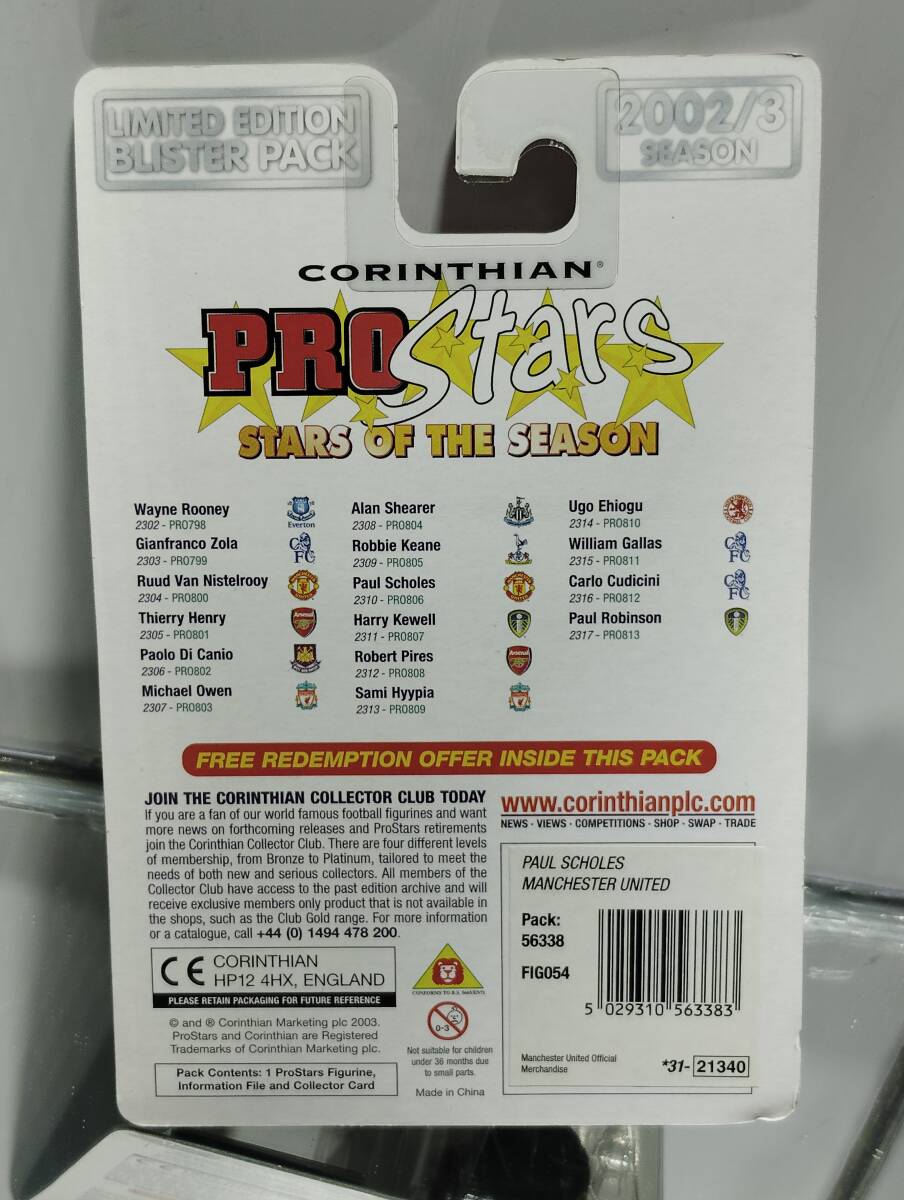 LIMITED EDITION
BLISTER PACK
2002/3
SEASON
CORINTHIAN®
PROStars
STARS OF THE SEASON
Wayne Rooney
2302 - PRO798
Everton
Gianfranco Zola
2303 - PRO799
Ruud Van Nistelrooy
2304 - PRO800
Thierry Henry
2305 - PRO801
Arsenal
Paolo Di Canio
2306 - PRO802
Michael Owen
2307 - PRO803
Alan Shearer
2308 - PRO804
Robbie Keane
2309 - PRO805
Paul Scholes
2310 - PRO806
Harry Kewell
2311 - PRO807
Robert Pires
2312 - PRO808
Arsenal
Sami Hyypia
2313 - PRO809
Ugo Ehiogu
2314 - PRO810
William Gallas
2315 - PRO811
Carlo Cudicini
2316 - PRO812
Paul Robinson
2317 - PRO813
FREE REDEMPTION OFFER INSIDE THIS PACK
JOIN THE CORINTHIAN COLLECTOR CLUB TODAY
If you are a fan of our world famous football figurines and want
more news on forthcoming releases and ProStars retirements
join the Corinthian Collector Club. There are four different levels
of membership, from Bronze to Platinum, tailored to meet the
needs of both new and serious collectors. All members of the
Collector Club have access to the past edition archive and will
receive exclusive members only product that is not available in
the shops, such as the Club Gold range. For more information
or a catalogue, call +44 (0) 1494 478 200.
CE CORINTHIAN
HP12 4HX, ENGLAND
PLEASE RETAIN PACKAGING FOR FUTURE REFERENCE
© and ® Corinthian Marketing plc 2003.
ProStars and Corinthian are Registered
Trademarks of Corinthian Marketing plc.
Pack Contents: 1 ProStars Figurine,
Information File and Collector Card
0-3
Not suitable for children
under 36 months due
to small parts.
Made in China
www.corinthianplc.com
NEWS · VIEWS · COMPETITIONS · SHOP · SWAP · TRADE
PAUL SCHOLES
MANCHESTER UNITED
Pack:
56338
FIG054
5 029310 563383
Manchester United Official
Merchandise
*31- 21340